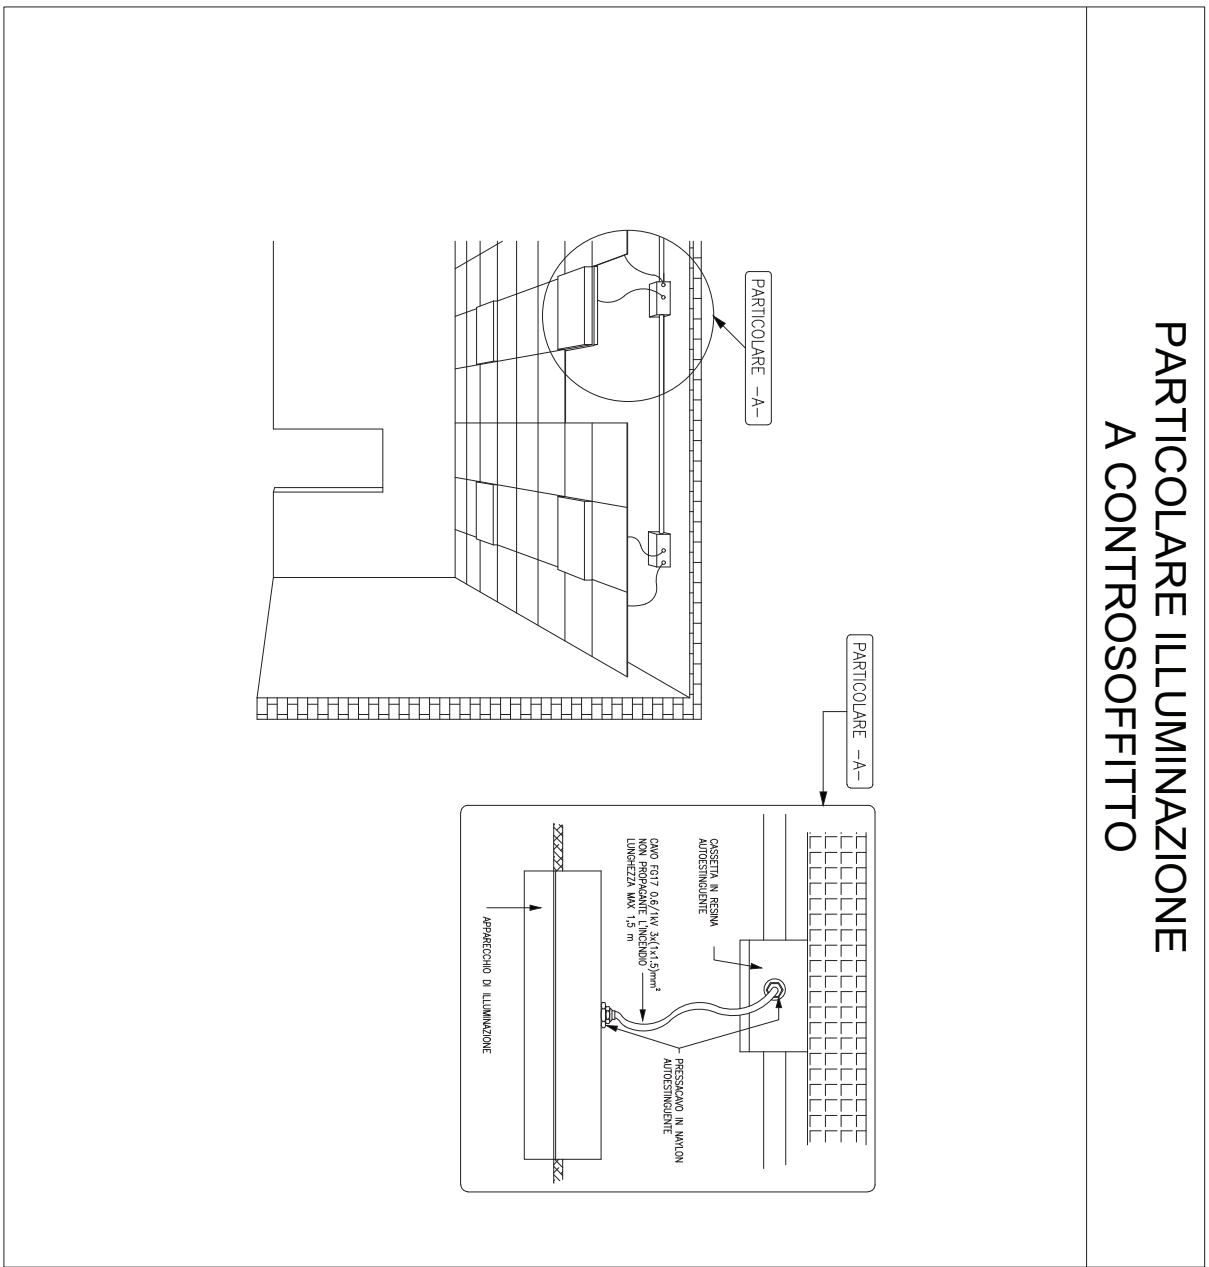 PARTICOLARE ILLUMINAZIONE
A CONTROSOFFITTO
PARTICOLARE -A-
PARTICOLARE -A-
CASSETTA IN RESINA
AUTOESTINGUENTE
CAVO FG17 0.6/1kV 3x(1x1.5)mm²
NON PROPAGANTE L'INCENDIO
LUNGHEZZA MAX 1,5 m
PRESSACAVO IN NAYLON
AUTOESTINGUENTE
APPARECCHIO DI ILLUMINAZIONE